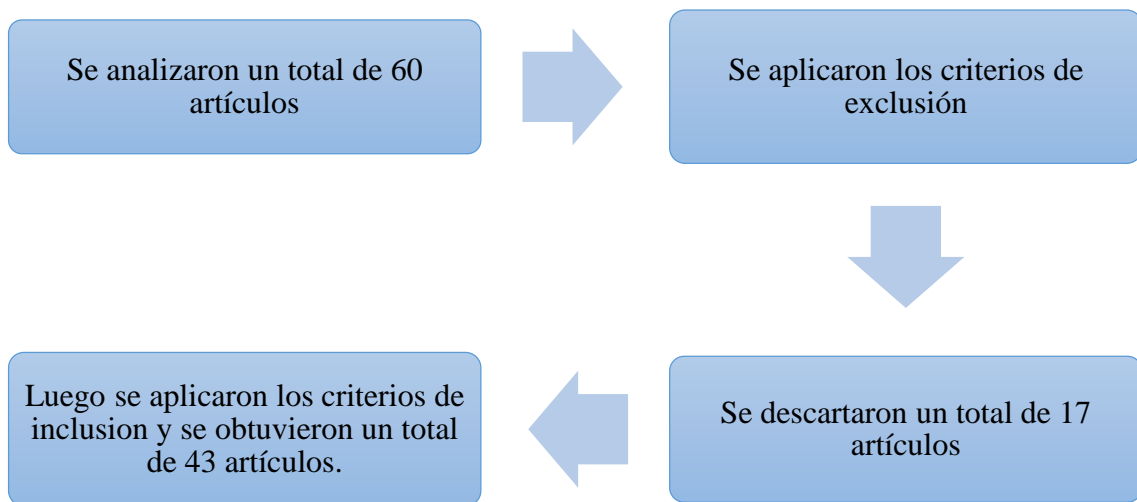 Se analizaron un total de 60
artículos
Se aplicaron los criterios de
exclusión
Se descartaron un total de 17
artículos
Luego se aplicaron los criterios de
inclusion y se obtuvieron un total
de 43 artículos.